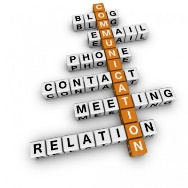 BLOG
EMAIL
PHONE
CONTACT
MEETING
RELATION
COMMUNICATION